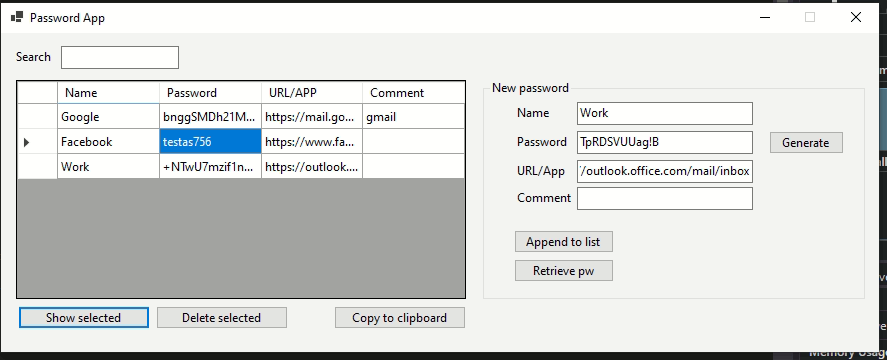 Password App
Search
Name Password URL/APP Comment
Google bnggSMDh21M... https://mail.go... gmail
Facebook testas756 https://www.fa...
Work +NTwU7mzif1n... https://outlook....
Show selected Delete selected Copy to clipboard
New password
Name Work
Password TpRDSVUUag!B Generate
URL/App /outlook.office.com/mail/inbox
Comment
Append to list
Retrieve pw
Memory Usage